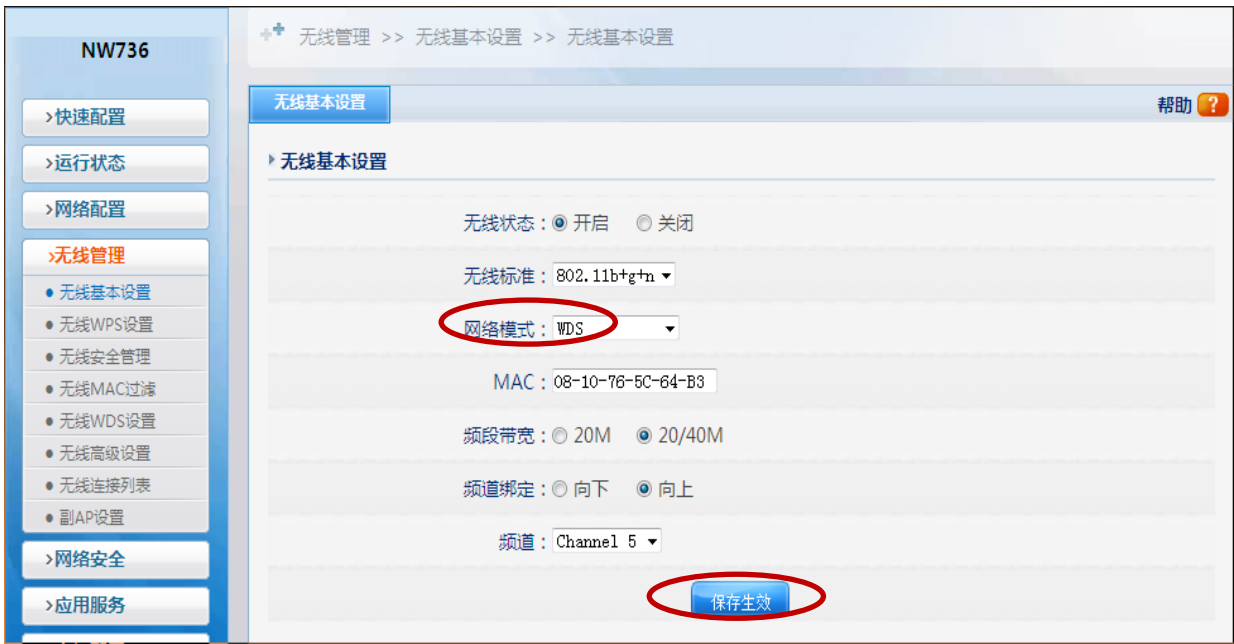 NW736
无线管理 >> 无线基本设置 >> 无线基本设置
>快速配置
>运行状态
>网络配置
>无线管理
● 无线基本设置
● 无线WPS设置
● 无线安全管理
● 无线MAC过滤
● 无线WDS设置
● 无线高级设置
● 无线连接列表
● 副AP设置
>网络安全
>应用服务
无线基本设置
帮助 ?
无线基本设置
无线状态：开启 关闭
无线标准：802.11b+g+n
网络模式：WDS
MAC：08-10-76-5C-64-B3
频段带宽：20M 20/40M
频道绑定：向下 向上
频道：Channel 5
保存生效